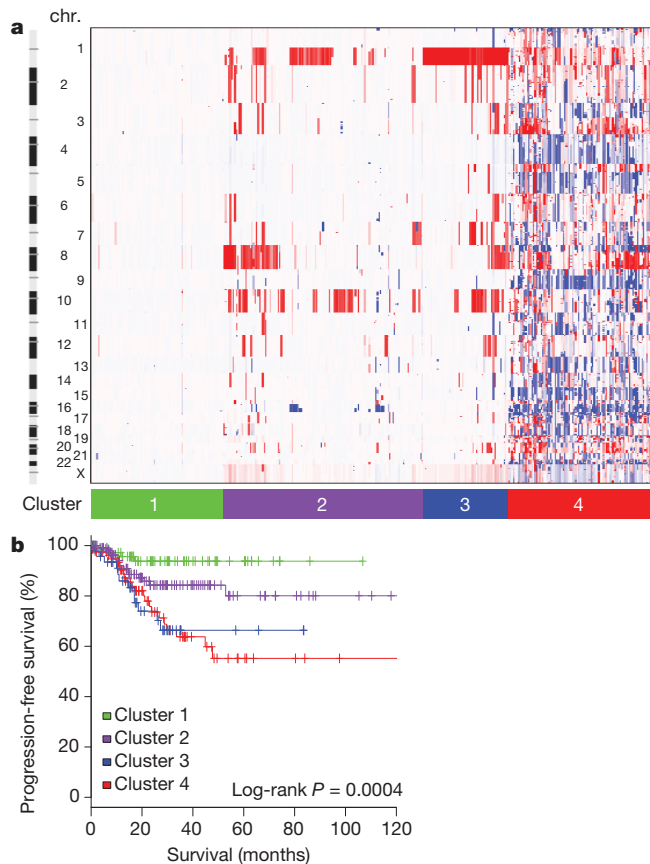 a
chr.
1
2
3
4
5
6
7
8
9
10
11
12
13
14
15
16
17
18
19
20
21
22
X
Cluster 1 2 3 4
b
Progression-free survival (%)
100
80
60
40
20
0
Cluster 1
Cluster 2
Cluster 3
Cluster 4
Log-rank P = 0.0004
0 20 40 60 80 100 120
Survival (months)